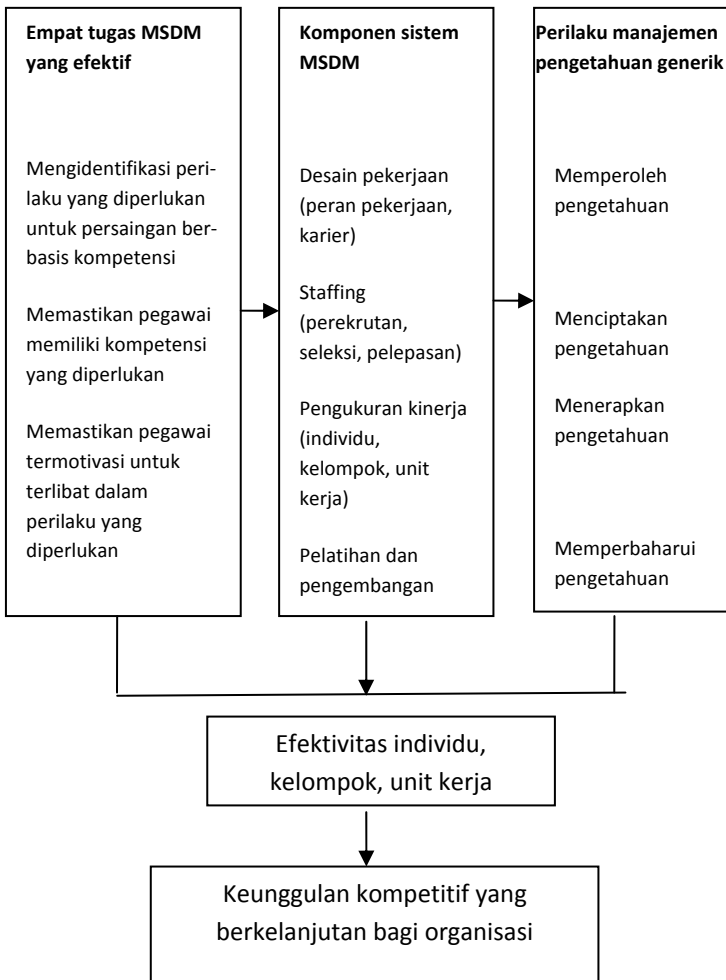 Empat tugas MSDM
yang efektif
Mengidentifikasi peri-
laku yang diperlukan
untuk persaingan ber-
basis kompetensi
Memastikan pegawai
memiliki kompetensi
yang diperlukan
Memastikan pegawai
termotivasi untuk
terlibat dalam
perilaku yang
diperlukan
Komponen sistem
MSDM
Desain pekerjaan
(peran pekerjaan,
karier)
Staffing
(perekrutan,
seleksi, pelepasan)
Pengukuran kinerja
(individu,
kelompok, unit
kerja)
Pelatihan dan
pengembangan
Perilaku manajemen
pengetahuan generik
Memperoleh
pengetahuan
Menciptakan
pengetahuan
Menerapkan
pengetahuan
Memperbaharui
pengetahuan
Efektivitas individu,
kelompok, unit kerja
Keunggulan kompetitif yang
berkelanjutan bagi organisasi